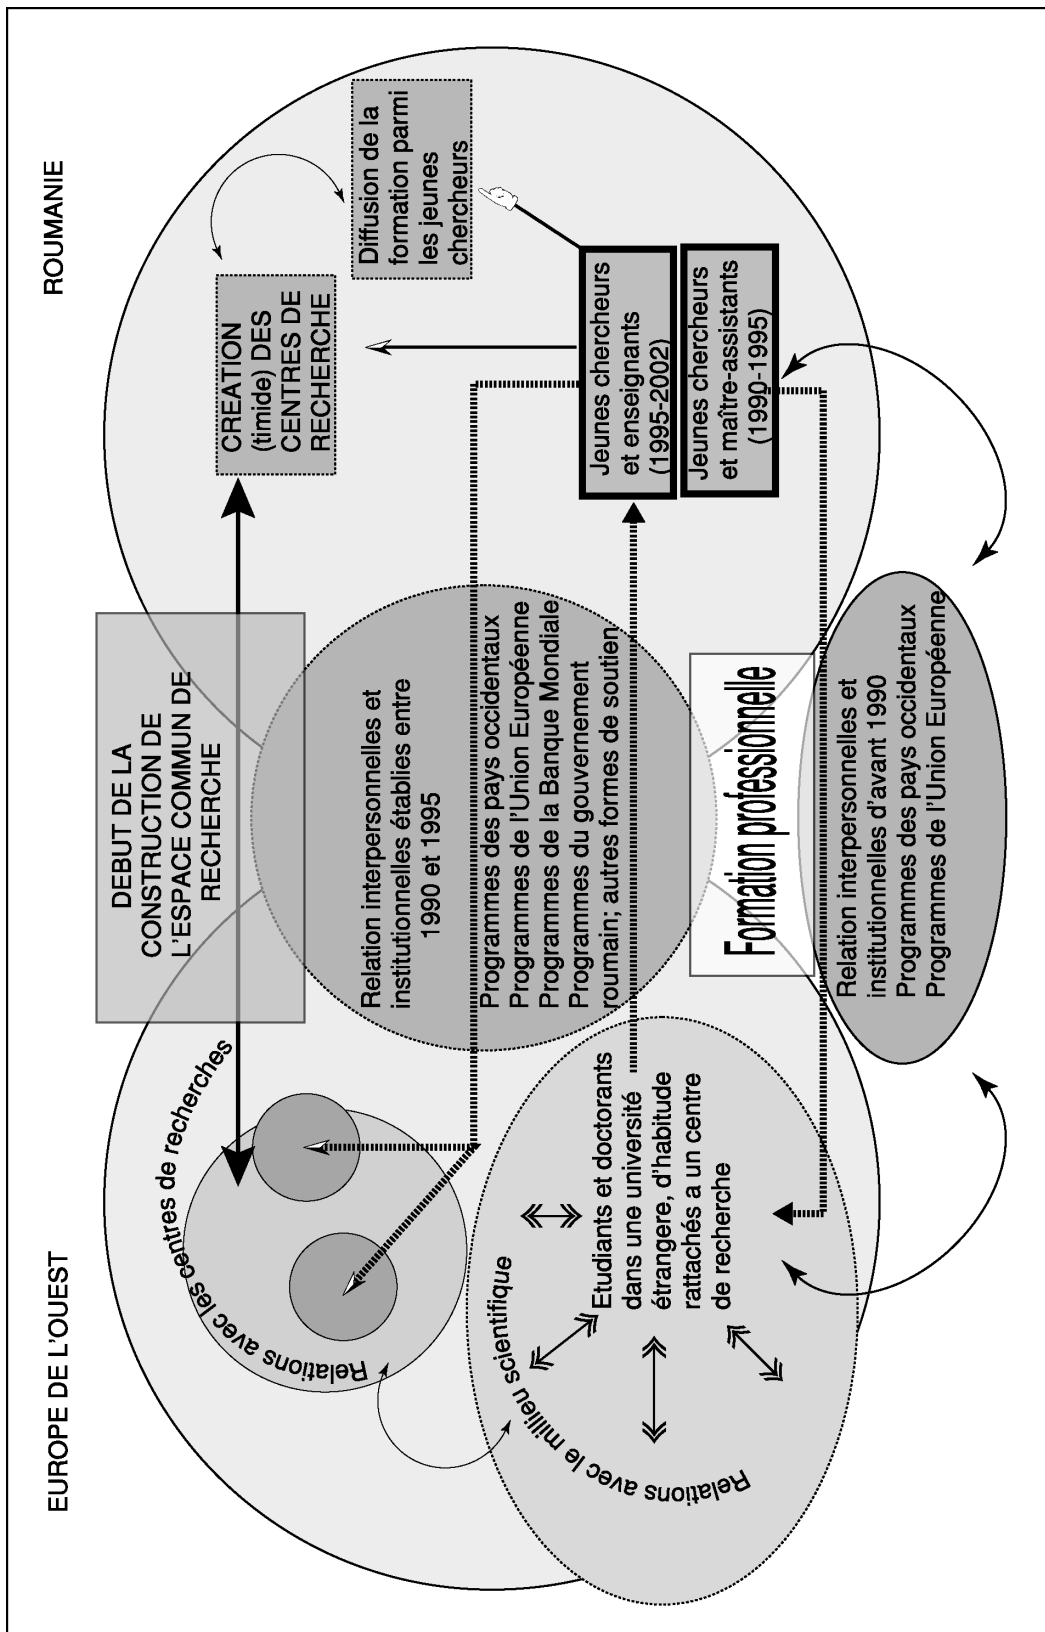 EUROPE DE L'OUEST
ROUMANIE
DEBUT DE LA
CONSTRUCTION DE
L'ESPACE COMMUN DE
RECHERCHE
Relations avec les centres de recherches
CREATION
(timide) DES
CENTRES DE
RECHERCHE
Diffusion de la
formation parmi
les jeunes
chercheurs
Relation interpersonnelles et
institutionnelles établies entre
1990 et 1995
Programmes des pays occidentaux
Programmes de l'Union Européenne
Programmes de la Banque Mondiale
Programmes du gouvernement
roumain; autres formes de soutien
Relations avec le millieu scientifique
Etudiants et doctorants
dans une université
étrangere, d'habitude
rattachés a un centre
de recherche
Jeunes chercheurs
et enseignants
(1995-2002)
Jeunes chercheurs
et maître-assistants
(1990-1995)
Formation professionnelle
Relation interpersonnelles et
institutionnelles d'avant 1990
Programmes des pays occidentaux
Programmes de l'Union Européenne